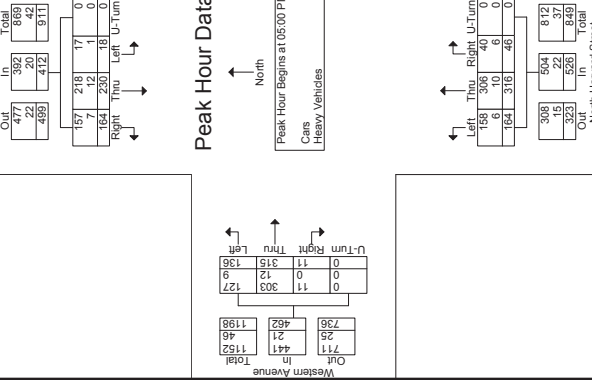 Out In Total
477 392 869
22 20 42
499 412 911
157 218 17 0
7 12 1 0
164 230 18 0
Right Thru Left U-Turn
Peak Hour Data
North
Peak Hour Begins at 05:00
Cars
Heavy Vehicles
Left Thru Right U-Turn
158 306 40 0
6 10 6 0
164 316 46 0
308 504 812
15 22 37
323 526 849
Out In Total
Western Avenue
Out In Total
711 441 1152
25 21 46
736 462 1198
0 11 303 127
0 0 12 9
0 11 315 136
U-Turn Right Thru Left